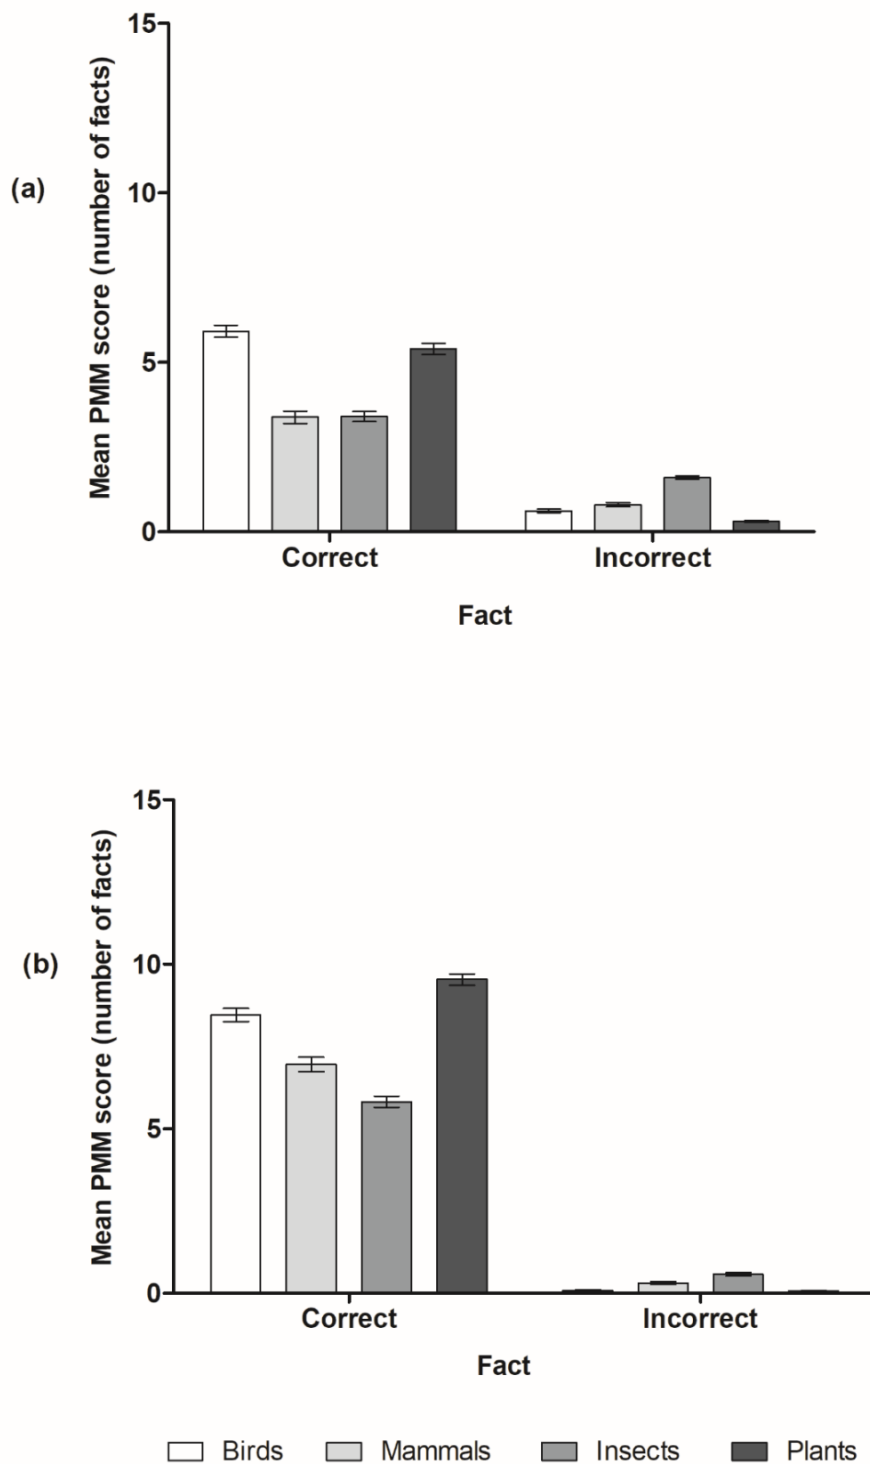 (a)
Mean PMM score (number of facts)
15
10
5
0
Correct Incorrect
Fact
(b)
Mean PMM score (number of facts)
15
10
5
0
Correct Incorrect
Fact
Birds Mammals Insects Plants